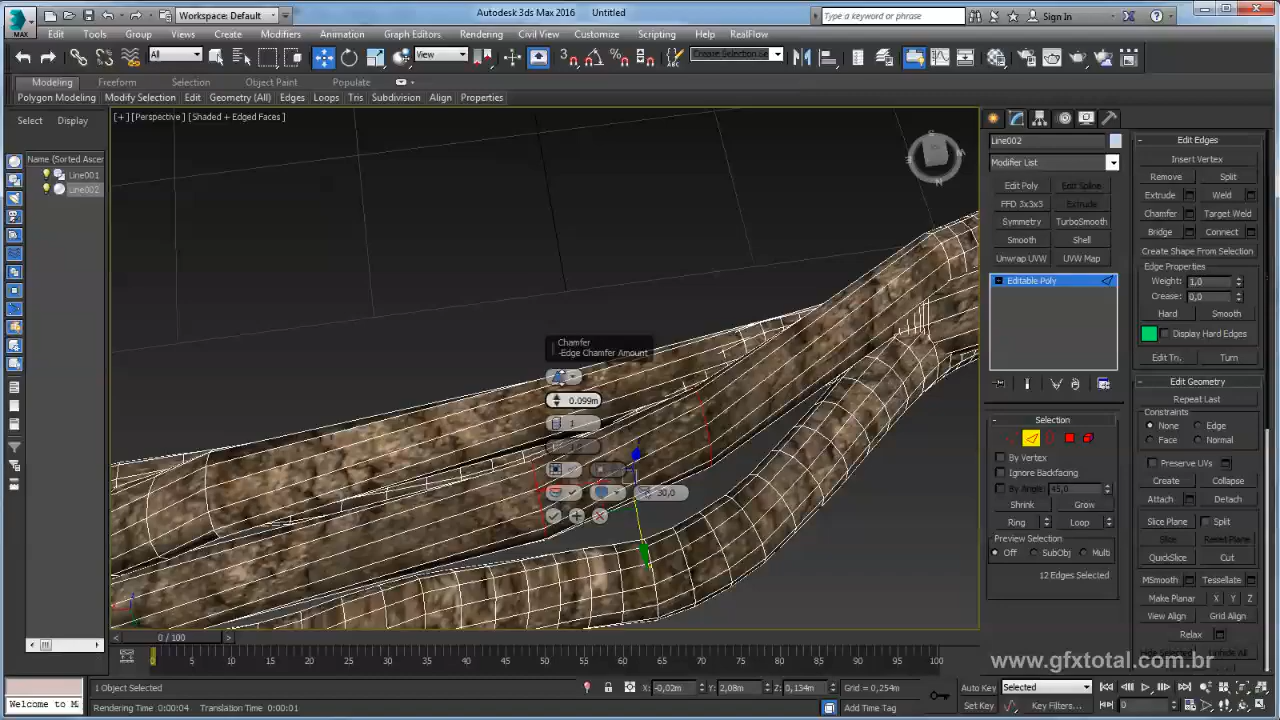 Workspace: Default
Autodesk 3ds Max 2016 Untitled
Type a keyword or phrase
Sign In
MAX
Edit Tools Group Views Create Modifiers Animation Graph Editors Rendering Civil View Customize Scripting Help RealFlow
All
View
Modeling Freeform Selection Object Paint Populate
Polygon Modeling Modify Selection Edit Geometry (All) Edges Loops Tris Subdivision Align Properties
Select Display
[+] [Perspective] [Shaded + Edged Faces]
Name (Sorted Ascen
Line001
Line002
Line002
Modifier List
Edit Poly Edit Spline
FFD 3x3x3 Extrude
Symmetry TurboSmooth
Smooth Shell
Unwrap UVW UVW Map
Editable Poly
Selection
By Vertex
Ignore Backfacing
By Angle: 45,0
Shrink Grow
Ring Loop
Preview Selection
Off SubObj Multi
12 Edges Selected
Edit Edges
Insert Vertex
Remove Split
Extrude Weld
Chamfer Target Weld
Bridge Connect
Create Shape From Selection
Edge Properties
Weight: 1,0
Crease: 0,0
Hard Smooth
Display Hard Edges
Edit Tri. Turn
Edit Geometry
Repeat Last
Constraints
None Edge
Face Normal
Preserve UVs
Create Collapse
Attach Detach
Slice Plane Split
Slice Reset Plane
QuickSlice Cut
MSmooth Tessellate
Make Planar X Y Z
View Align Grid Align
Relax
Hide Selected Unhide All
Chamfer
-Edge Chamfer Amount
0.099m
1
30,0
0 / 100
0 5 10 15 20 25 30 35 40 45 50 55 60 65 70 75 80 85 90 95 100
www.gfxtotal.com.br
1 Object Selected
X: -0,02m Y: 2,08m Z: 0,134m Grid = 0,254m
Auto Key Selected
Welcome to M
Rendering Time 0:00:04 Translation Time 0:00:01
Add Time Tag
Set Key Key Filters...
0